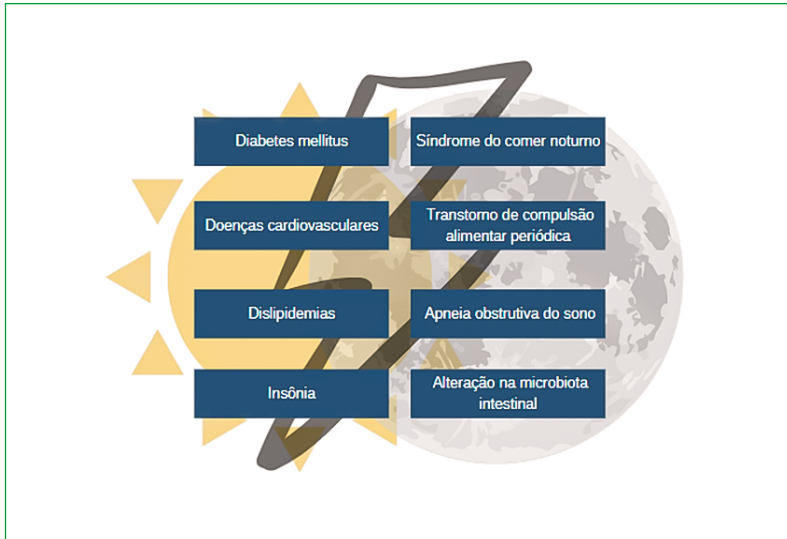 Diabetes mellitus
Síndrome do comer noturno
Doenças cardiovasculares
Transtorno de compulsão
alimentar periódica
Dislipidemias
Apneia obstrutiva do sono
Insônia
Alteração na microbiota
intestinal